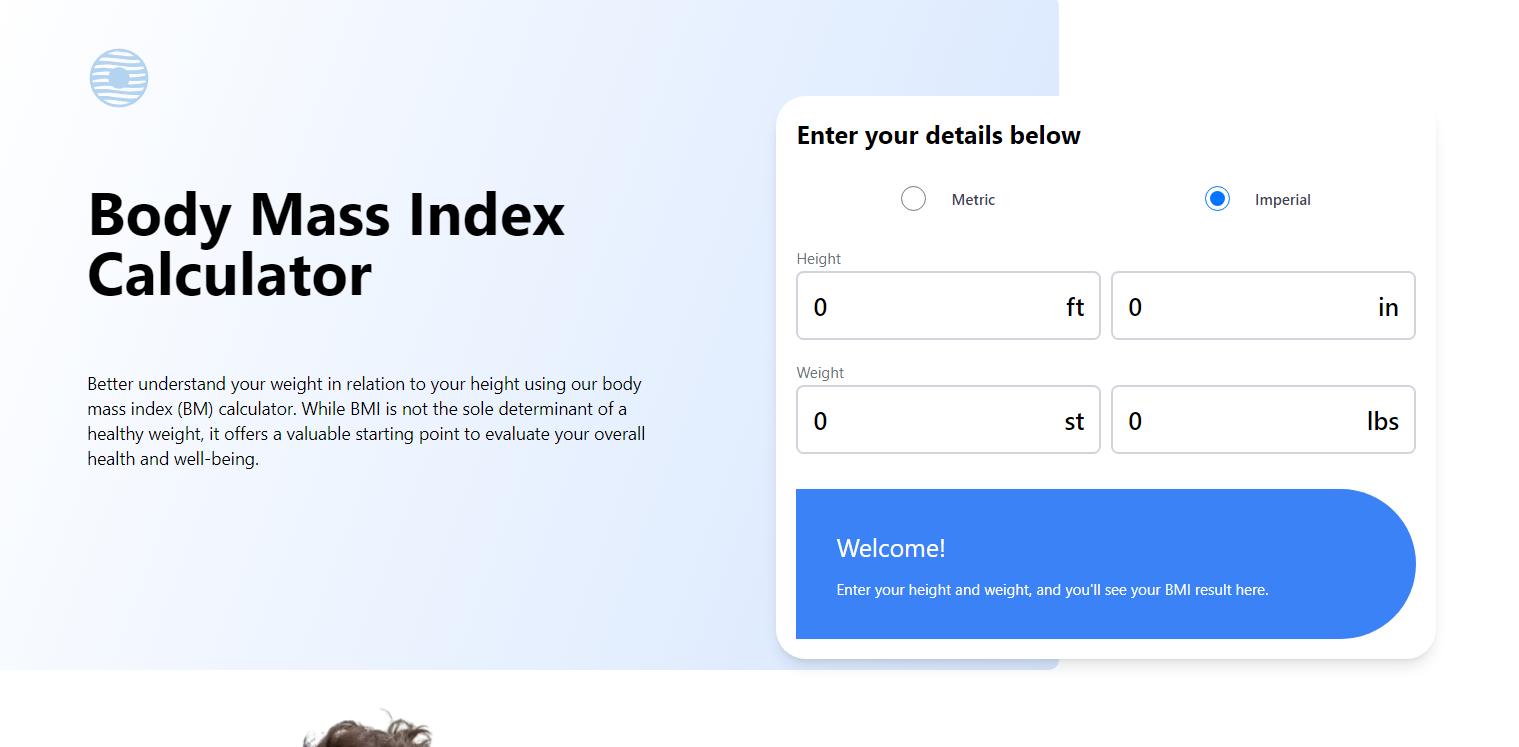 Body Mass Index
Calculator
Better understand your weight in relation to your height using our body
mass index (BM) calculator. While BMI is not the sole determinant of a
healthy weight, it offers a valuable starting point to evaluate your overall
health and well-being.
Enter your details below
Metric
Imperial
Height
0 ft 0 in
Weight
0 st 0 lbs
Welcome!
Enter your height and weight, and you'll see your BMI result here.